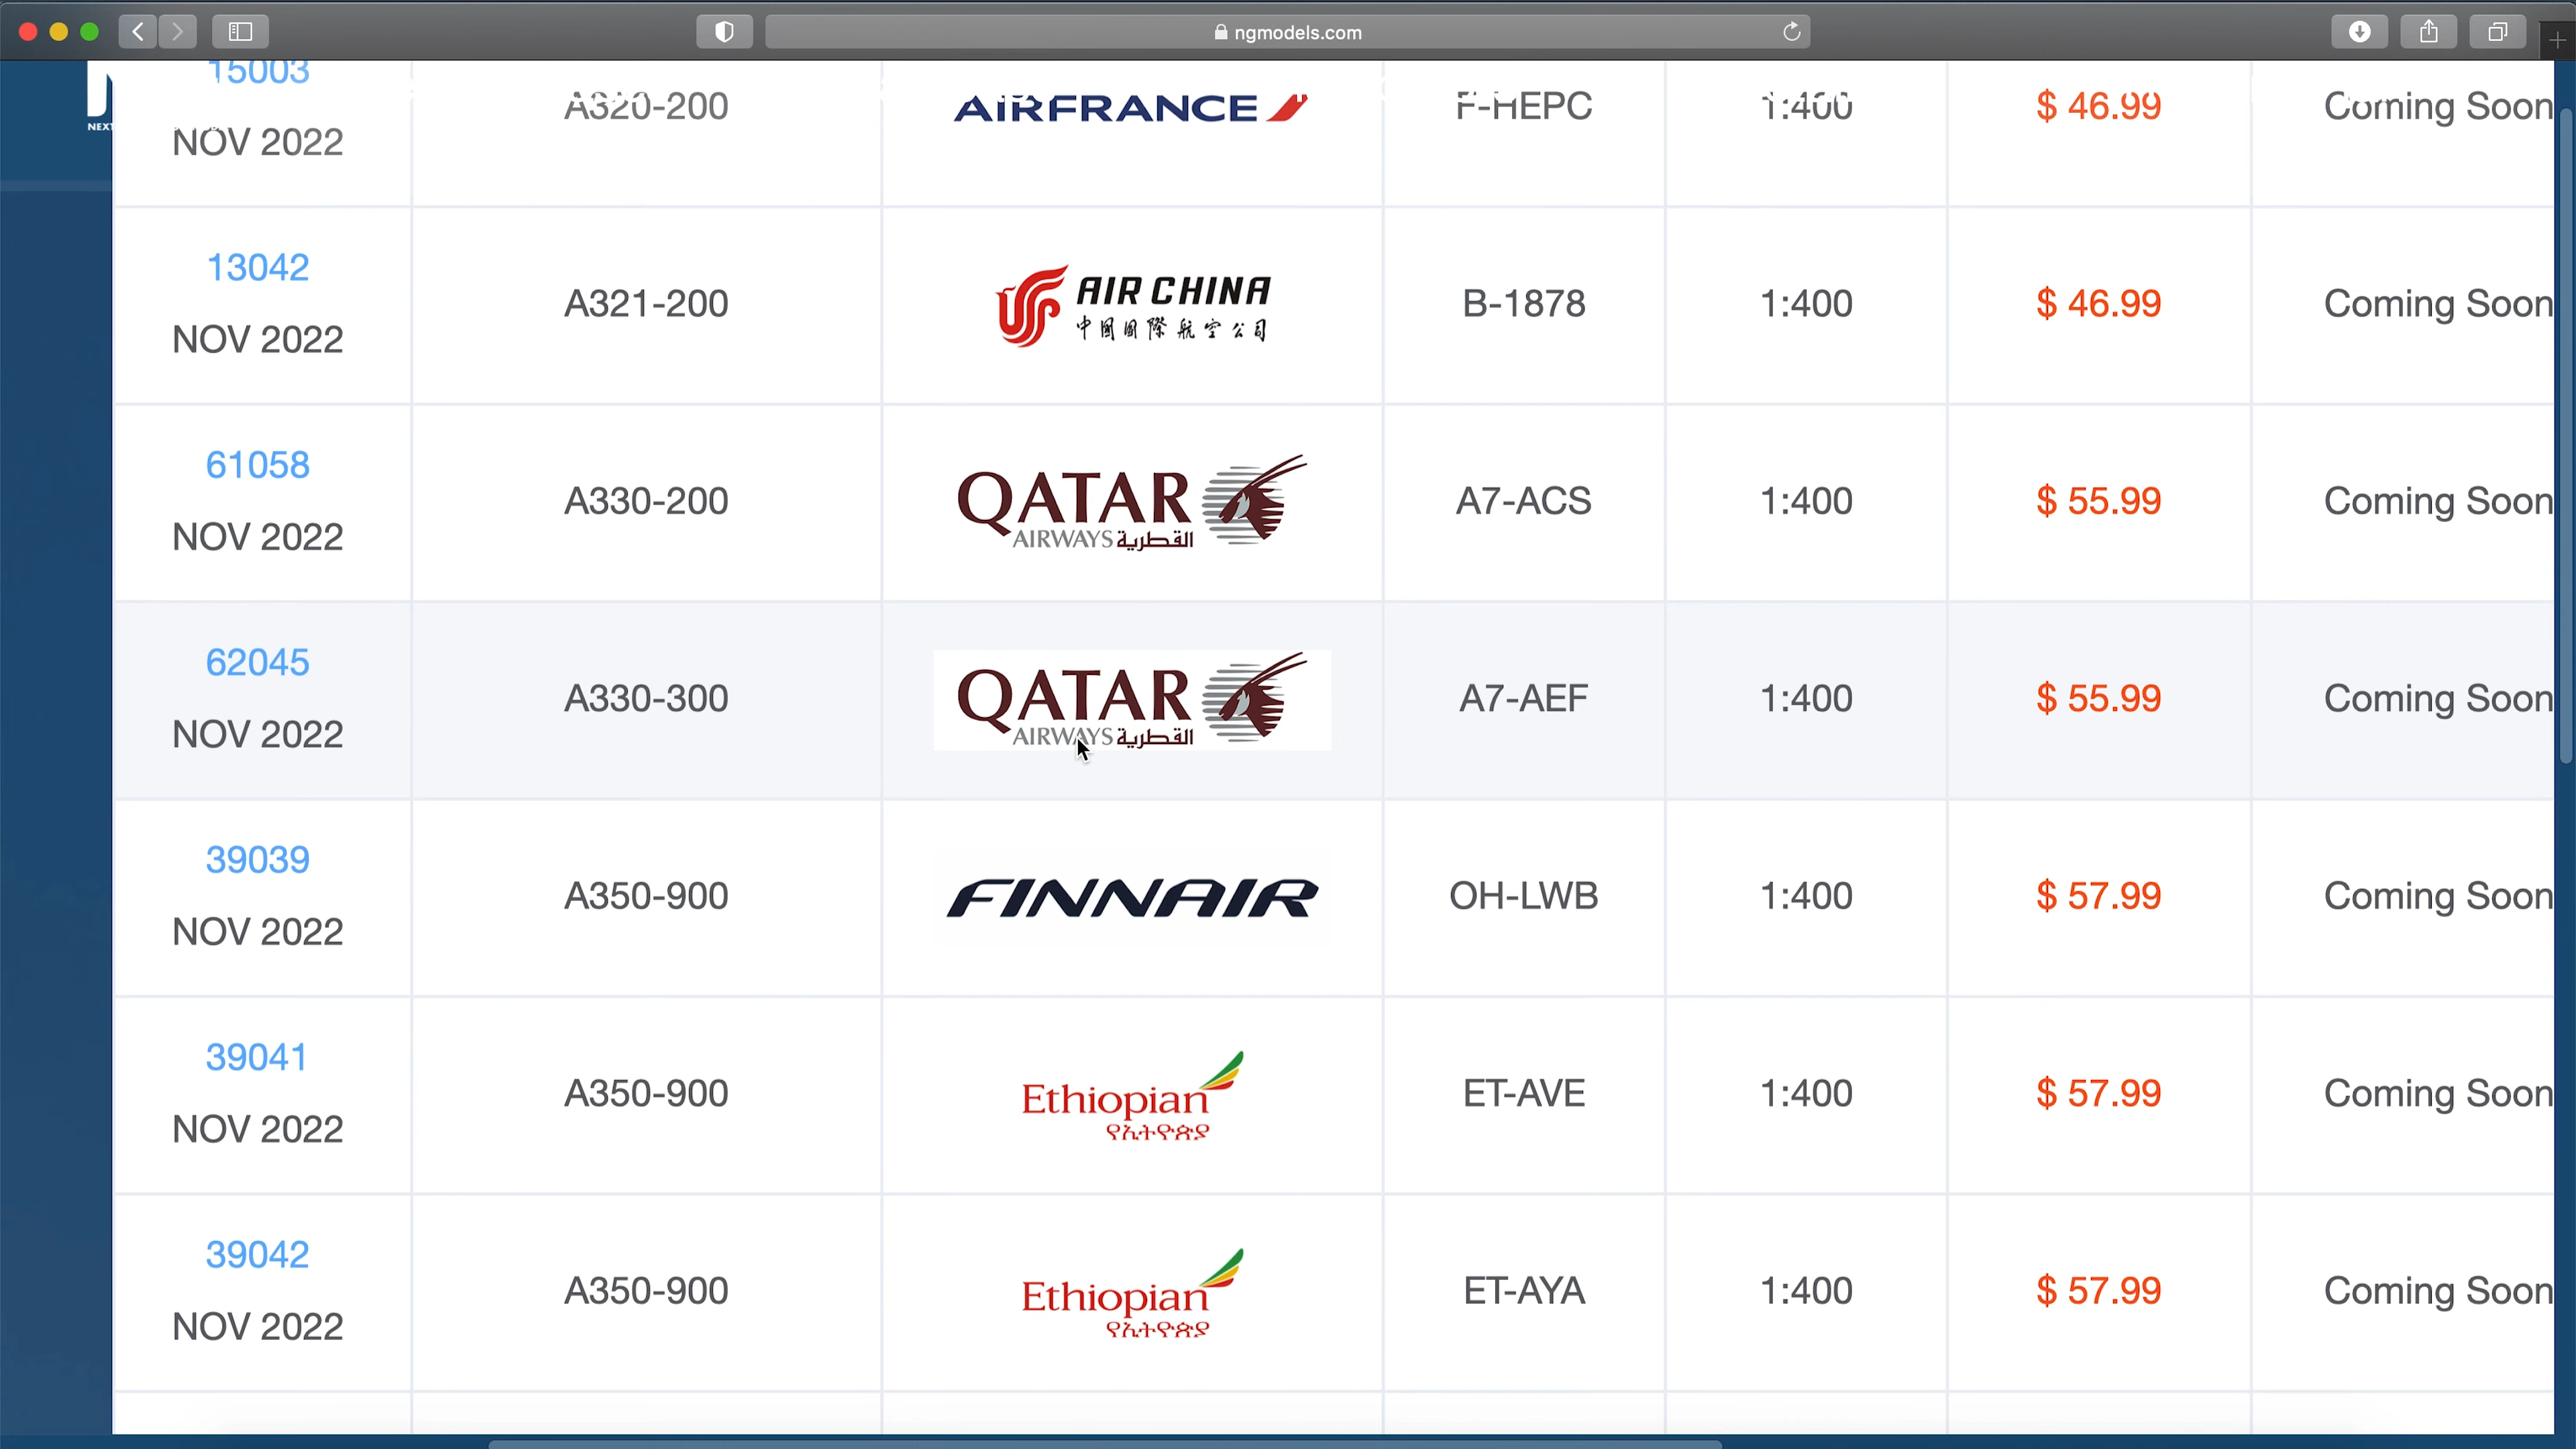 ngmodels.com
15003
NOV 2022
A320-200
AIRFRANCE
F-HEPC
1:400
$ 46.99
Coming Soon
13042
NOV 2022
A321-200
AIR CHINA
中國國際航空公司
B-1878
1:400
$ 46.99
Coming Soon
61058
NOV 2022
A330-200
QATAR
AIRWAYS القطرية
A7-ACS
1:400
$ 55.99
Coming Soon
62045
NOV 2022
A330-300
QATAR
AIRWAYS القطرية
A7-AEF
1:400
$ 55.99
Coming Soon
39039
NOV 2022
A350-900
FINNAIR
OH-LWB
1:400
$ 57.99
Coming Soon
39041
NOV 2022
A350-900
Ethiopian
የኢትዮጵያ
ET-AVE
1:400
$ 57.99
Coming Soon
39042
NOV 2022
A350-900
Ethiopian
የኢትዮጵያ
ET-AYA
1:400
$ 57.99
Coming Soon